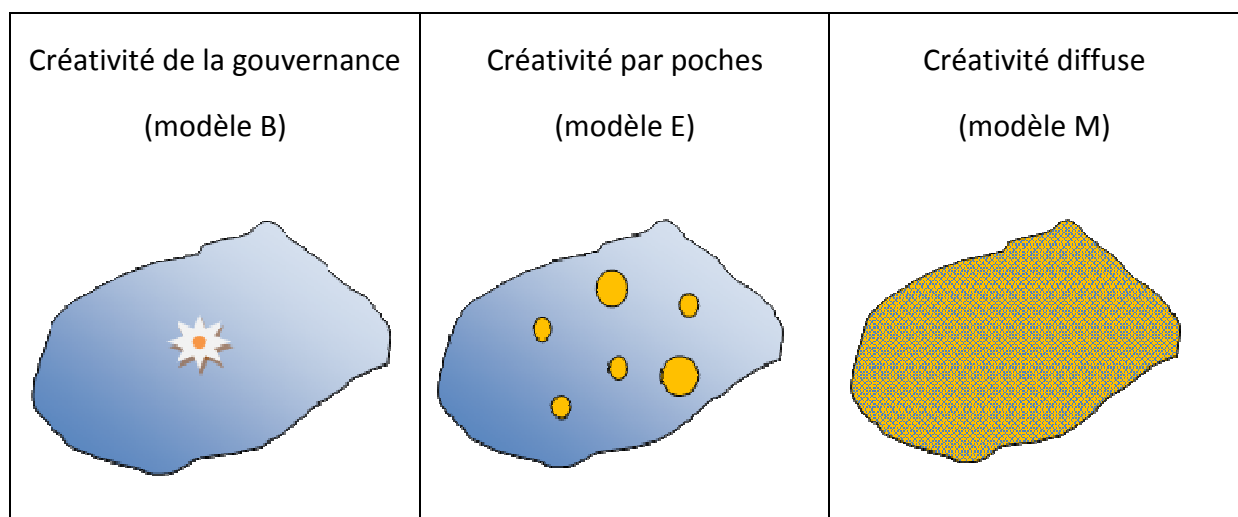 Créativité de la gouvernance
(modèle B)
Créativité par poches
(modèle E)
Créativité diffuse
(modèle M)